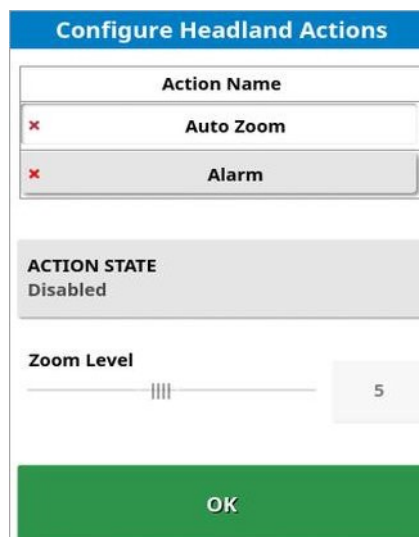 Configure Headland Actions
Action Name
Auto Zoom
Alarm
ACTION STATE
Disabled
Zoom Level
5
OK